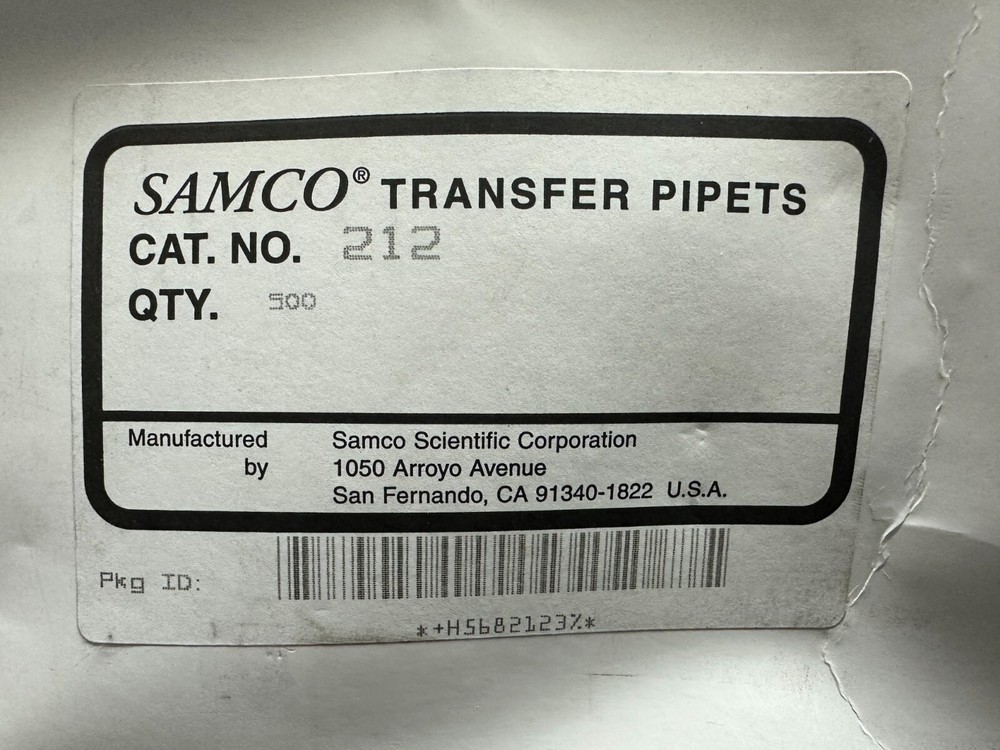 SAMCO® TRANSFER PIPETS
CAT. NO. 212
QTY. 500
Manufactured by
Samco Scientific Corporation
1050 Arroyo Avenue
San Fernando, CA 91340-1822 U.S.A.
Pkg ID:
*+H5682123%*